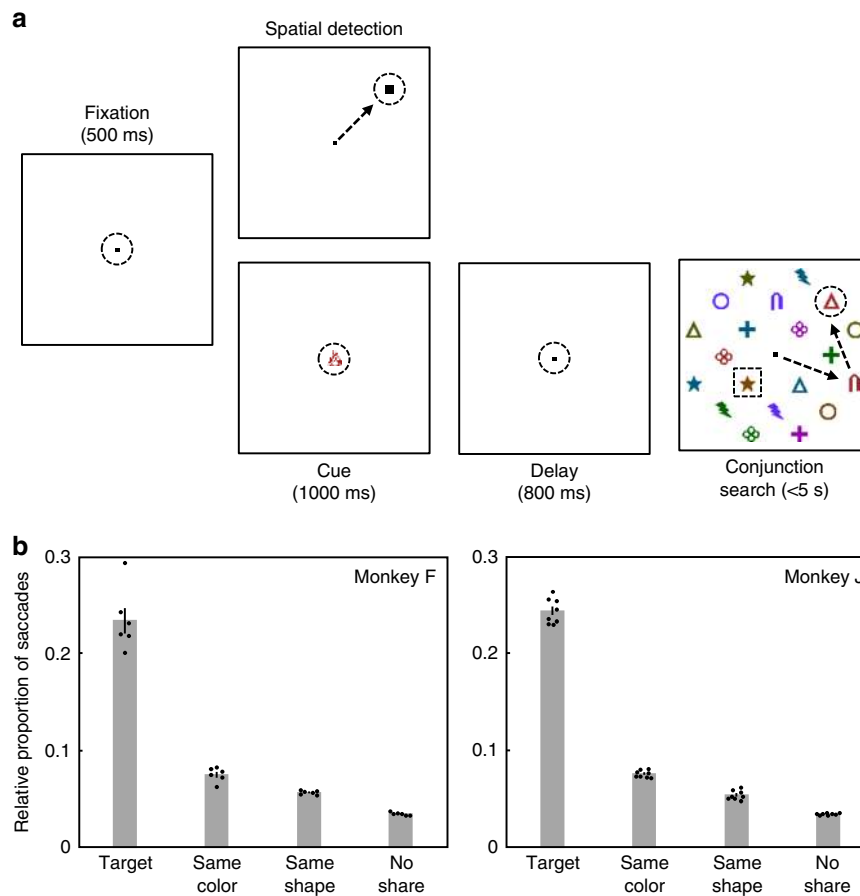 a
Spatial detection
Fixation
(500 ms)
Cue
(1000 ms)
Delay
(800 ms)
Conjunction
search (<5 s)
b
Relative proportion of saccades
0.3
0.2
0.1
0
Monkey F
Target
Same
color
Same
shape
No
share
0.3
0.2
0.1
0
Monkey J
Target
Same
color
Same
shape
No
share